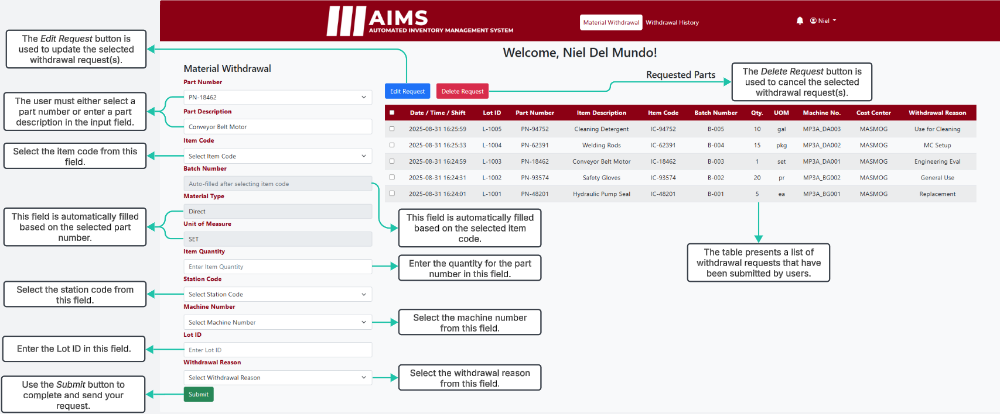 AIMS
AUTOMATED INVENTORY MANAGEMENT SYSTEM
Material Withdrawal
Withdrawal History
Niel
Welcome, Niel Del Mundo!
The Edit Request button is
used to update the selected
withdrawal request(s).
The user must either select a
part number or enter a part
description in the input field.
Select the item code from this
field.
This field is automatically filled
based on the selected part
number.
Select the station code from
this field.
Enter the Lot ID in this field.
Use the Submit button to
complete and send your
request.
Material Withdrawal
Part Number
PN-18462
Part Description
Conveyor Belt Motor
Item Code
Select Item Code
Batch Number
Auto-filled after selecting item code
Material Type
Direct
Unit of Measure
SET
Item Quantity
Enter Item Quantity
Station Code
Select Station Code
Machine Number
Select Machine Number
Lot ID
Enter Lot ID
Withdrawal Reason
Select Withdrawal Reason
Submit
This field is automatically filled
based on the selected item
code.
Enter the quantity for the part
number in this field.
Select the machine number
from this field.
Select the withdrawal reason
from this field.
Requested Parts
Edit Request
Delete Request
The Delete Request button is
used to cancel the selected
withdrawal request(s).
Date / Time / Shift Lot ID Part Number Item Description Item Code Batch Number Qty. UOM Machine No. Cost Center Withdrawal Reason
2025-08-31 16:25:59 L-1005 PN-94752 Cleaning Detergent IC-94752 B-005 10 gal MP3A_DA003 MASMOG Use for Cleaning
2025-08-31 16:25:33 L-1004 PN-62391 Welding Rods IC-62391 B-004 15 pkg MP3A_DA002 MASMOG MC Setup
2025-08-31 16:24:59 L-1003 PN-18462 Conveyor Belt Motor IC-18462 B-003 1 set MP3A_DA001 MASMOG Engineering Eval
2025-08-31 16:24:31 L-1002 PN-93574 Safety Gloves IC-93574 B-002 20 pr MP3A_BG002 MASMOG General Use
2025-08-31 16:24:01 L-1001 PN-48201 Hydraulic Pump Seal IC-48201 B-001 5 ea MP3A_BG001 MASMOG Replacement
The table presents a list of
withdrawal requests that have
been submitted by users.